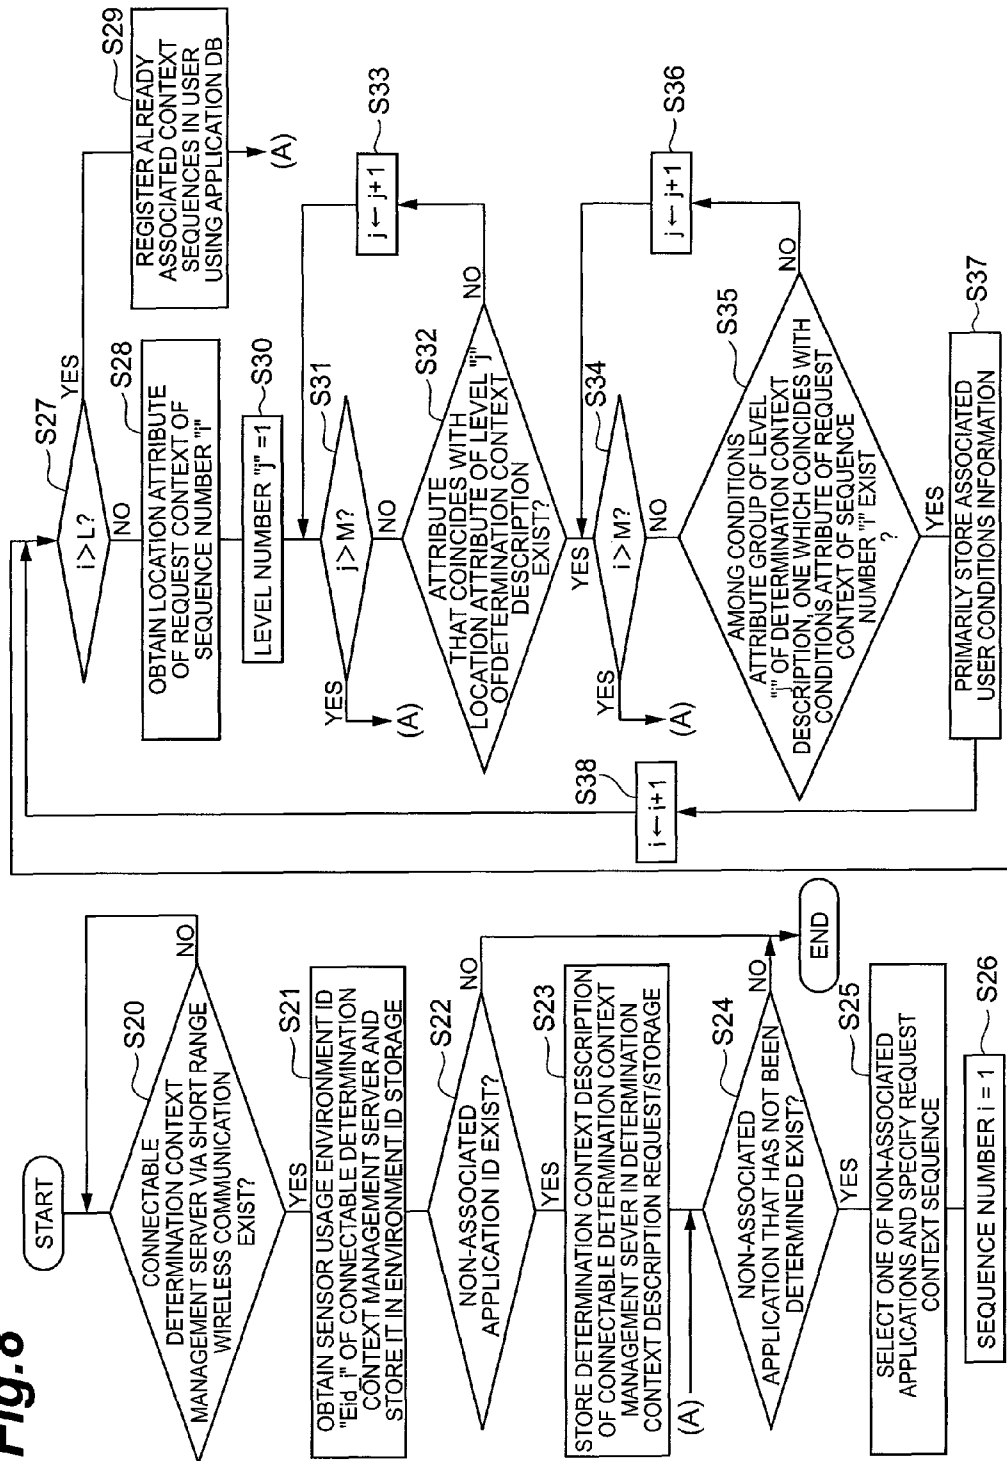 Fig.8
START
CONNECTABLE
DETERMINATION CONTEXT
MANAGEMENT SERVER VIA SHORT RANGE
WIRELESS COMMUNICATION
EXIST?
S20
NO
YES
OBTAIN SENSOR USAGE ENVIRONMENT ID
"Eid_i" OF CONNECTABLE DETERMINATION
CONTEXT MANAGEMENT SERVER AND
STORE IT IN ENVIRONMENT ID STORAGE
S21
NON-ASSOCIATED
APPLICATION ID EXIST?
S22
NO
YES
STORE DETERMINATION CONTEXT DESCRIPTION
OF CONNECTABLE DETERMINATION CONTEXT
MANAGEMENT SEVER IN DETERMINATION
CONTEXT DESCRIPTION REQUEST/STORAGE
S23
(A)
NON-ASSOCIATED
APPLICATION THAT HAS NOT BEEN
DETERMINED EXIST?
S24
NO
END
YES
SELECT ONE OF NON-ASSOCIATED
APPLICATIONS AND SPECIFY REQUEST
CONTEXT SEQUENCE
S25
SEQUENCE NUMBER i = 1
S26
i > L?
S27
YES
NO
REGISTER ALREADY
ASSOCIATED CONTEXT
SEQUENCES IN USER
USING APPLICATION DB
S29
(A)
OBTAIN LOCATION ATTRIBUTE
OF REQUEST CONTEXT OF
SEQUENCE NUMBER "i"
S28
LEVEL NUMBER "j" =1
S30
j > M?
S31
YES
(A)
NO
ATTRIBUTE
THAT COINCIDES WITH
LOCATION ATTRIBUTE OF LEVEL "j"
OFDETERMINATION CONTEXT
DESCRIPTION
EXIST?
S32
NO
j ← j+1
S33
YES
i > M?
S34
YES
(A)
NO
AMONG CONDITIONS
ATTRIBUTE GROUP OF LEVEL
"j" OF DETERMINATION CONTEXT
DESCRIPTION, ONE WHICH COINCIDES WITH
CONDITIONS ATTRIBUTE OF REQUEST
CONTEXT OF SEQUENCE
NUMBER "i" EXIST
?
S35
NO
j ← j+1
S36
YES
PRIMARILY STORE ASSOCIATED
USER CONDITIONS INFORMATION
S37
i ← i+1
S38